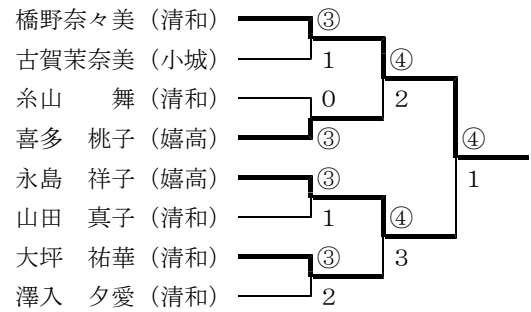 橋野奈々美（清和） ③
古賀茉奈美（小城） 1 ④
糸山　　舞（清和） 0 2
喜多　桃子（嬉高） ③ ④
永島　祥子（嬉高） ③ 1
山田　真子（清和） 1 ④
大坪　祐華（清和） ③ 3
澤入　夕愛（清和） 2